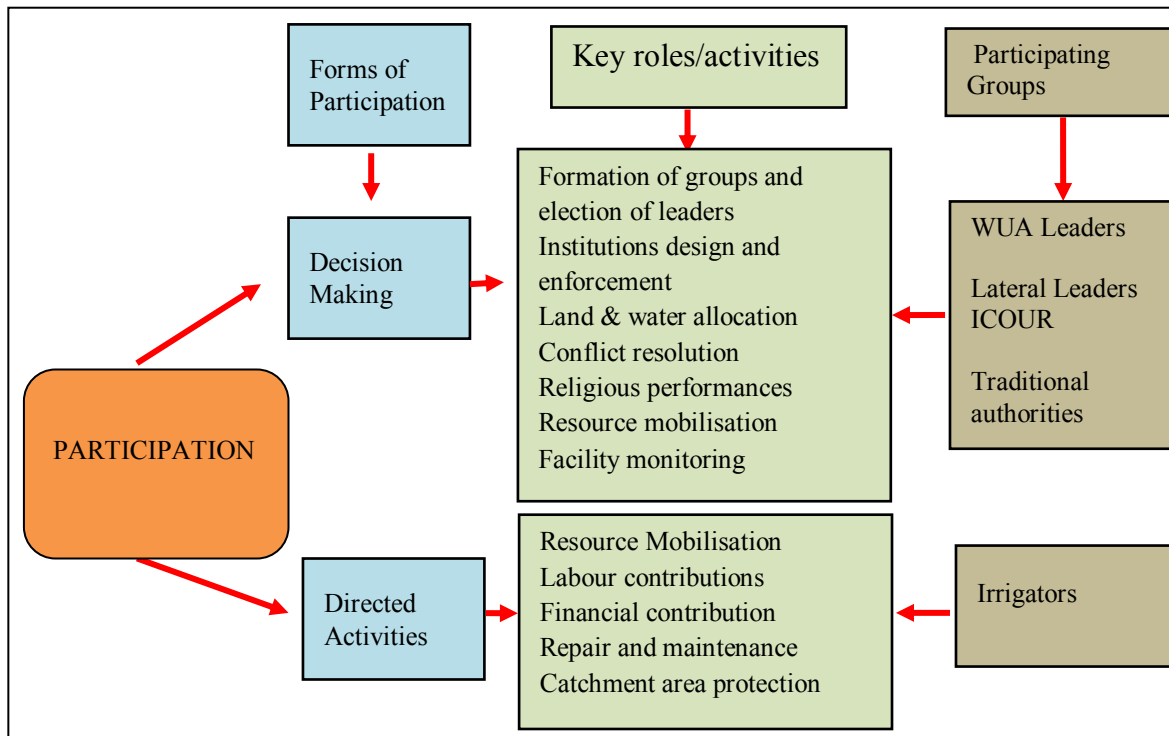 Forms of
Participation
Key roles/activities
Participating
Groups
Decision
Making
Formation of groups and
election of leaders
Institutions design and
enforcement
Land & water allocation
Conflict resolution
Religious performances
Resource mobilisation
Facility monitoring
WUA Leaders
Lateral Leaders
ICOUR
Traditional
authorities
PARTICIPATION
Directed
Activities
Resource Mobilisation
Labour contributions
Financial contribution
Repair and maintenance
Catchment area protection
Irrigators